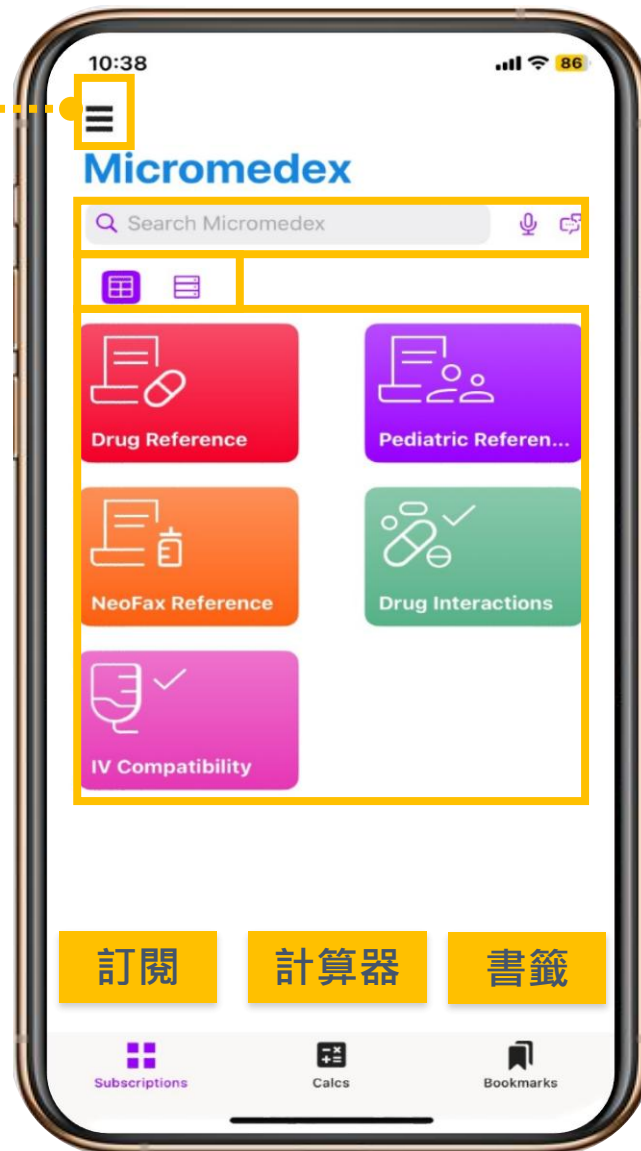 10:38 86
Micromedex
Search Micromedex
Drug Reference Pediatric Referen...
NeoFax Reference Drug Interactions
IV Compatibility
訂閱 計算器 書籤
Subscriptions Calcs Bookmarks